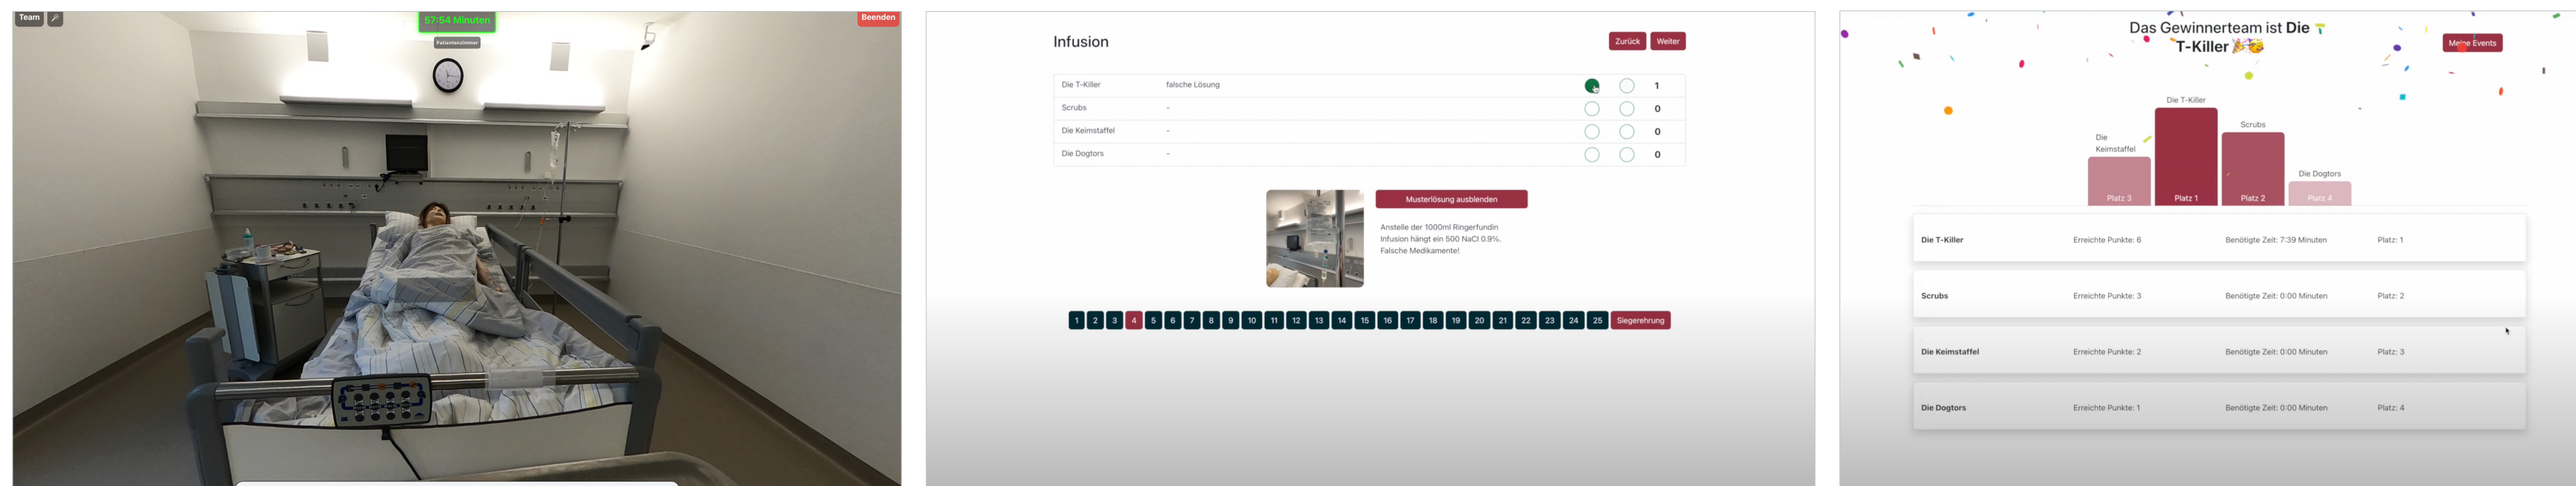 Team
57:54 Minuten
Beenden
Patientenzimmer
Infusion
Zurück
Weiter
Die T-Killer falsche Lösung 1
Scrubs - 0
Die Keimstaffel - 0
Die Dogtors - 0
Musterlösung ausblenden
Anstelle der 1000ml Ringerfundin
Infusion hängt ein 500 NaCl 0.9%.
Falsche Medikamente!
1 2 3 4 5 6 7 8 9 10 11 12 13 14 15 16 17 18 19 20 21 22 23 24 25 Siegerehrung
Das Gewinnerteam ist Die
T-Killer
Meine Events
Die T-Killer
Scrubs
Die
Keimstaffel
Die Dogtors
Platz 3
Platz 1
Platz 2
Platz 4
Die T-Killer Erreichte Punkte: 6 Benötigte Zeit: 7:39 Minuten Platz: 1
Scrubs Erreichte Punkte: 3 Benötigte Zeit: 0:00 Minuten Platz: 2
Die Keimstaffel Erreichte Punkte: 2 Benötigte Zeit: 0:00 Minuten Platz: 3
Die Dogtors Erreichte Punkte: 1 Benötigte Zeit: 0:00 Minuten Platz: 4